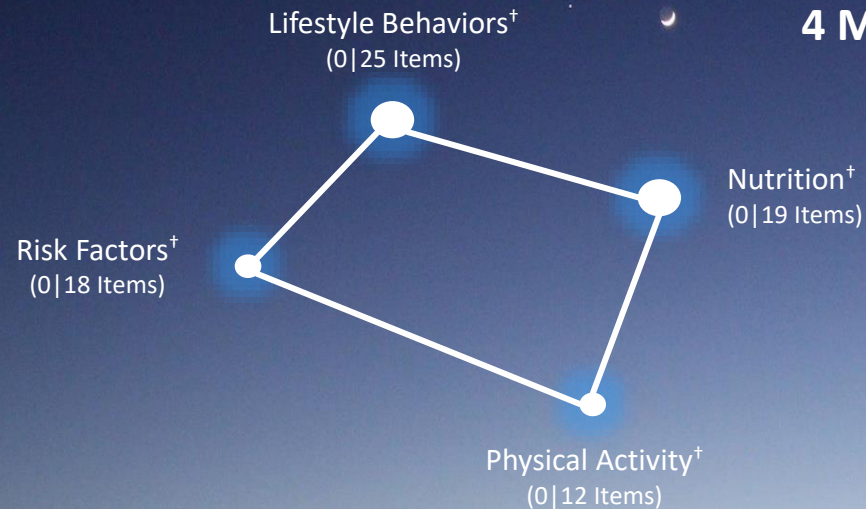 Lifestyle Behaviors†
(0|25 Items)
4 M
Nutrition†
(0|19 Items)
Risk Factors†
(0|18 Items)
Physical Activity†
(0|12 Items)